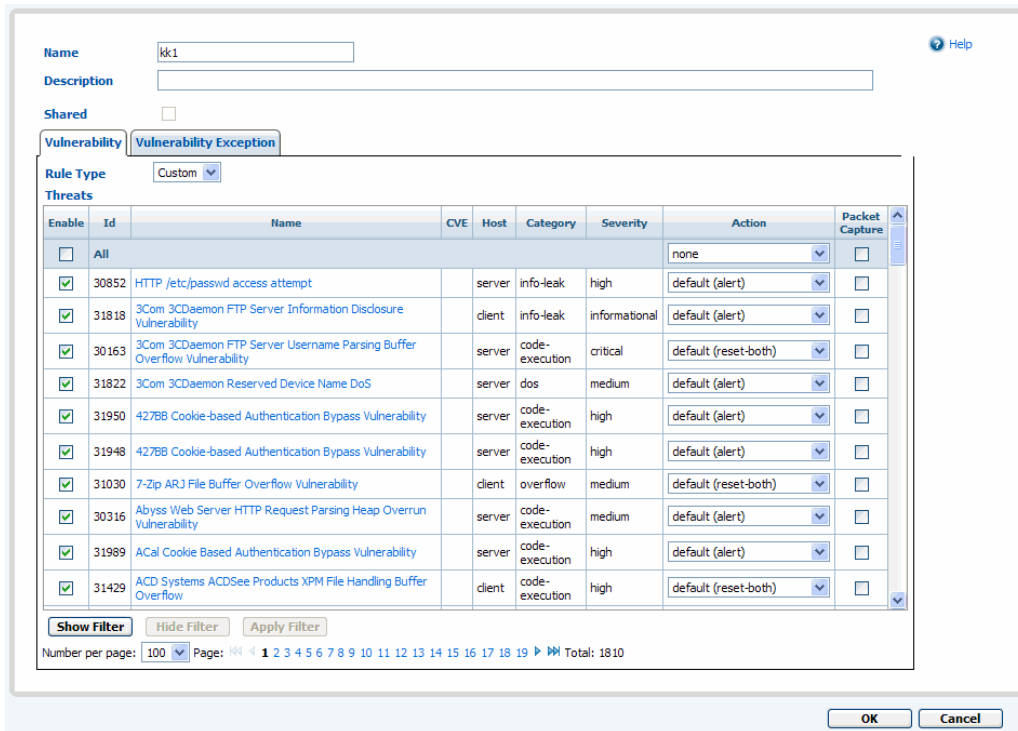 Name kk1 Help
Description
Shared
Vulnerability Vulnerability Exception
Rule Type Custom
Threats
Enable Id Name CVE Host Category Severity Action Packet Capture
All none
30852 HTTP /etc/passwd access attempt server info-leak high default (alert)
31818 3Com 3CDaemon FTP Server Information Disclosure Vulnerability client info-leak informational default (alert)
30163 3Com 3CDaemon FTP Server Username Parsing Buffer Overflow Vulnerability server code-execution critical default (reset-both)
31822 3Com 3CDaemon Reserved Device Name DoS server dos medium default (alert)
31950 427BB Cookie-based Authentication Bypass Vulnerability server code-execution high default (alert)
31948 427BB Cookie-based Authentication Bypass Vulnerability server code-execution high default (alert)
31030 7-Zip ARJ File Buffer Overflow Vulnerability client overflow medium default (reset-both)
30316 Abyss Web Server HTTP Request Parsing Heap Overrun Vulnerability server code-execution medium default (alert)
31989 ACal Cookie Based Authentication Bypass Vulnerability server code-execution high default (alert)
31429 ACD Systems ACDSee Products XPM File Handling Buffer Overflow client code-execution high default (reset-both)
Show Filter Hide Filter Apply Filter
Number per page: 100 Page: 1 2 3 4 5 6 7 8 9 10 11 12 13 14 15 16 17 18 19 Total: 1810
OK Cancel